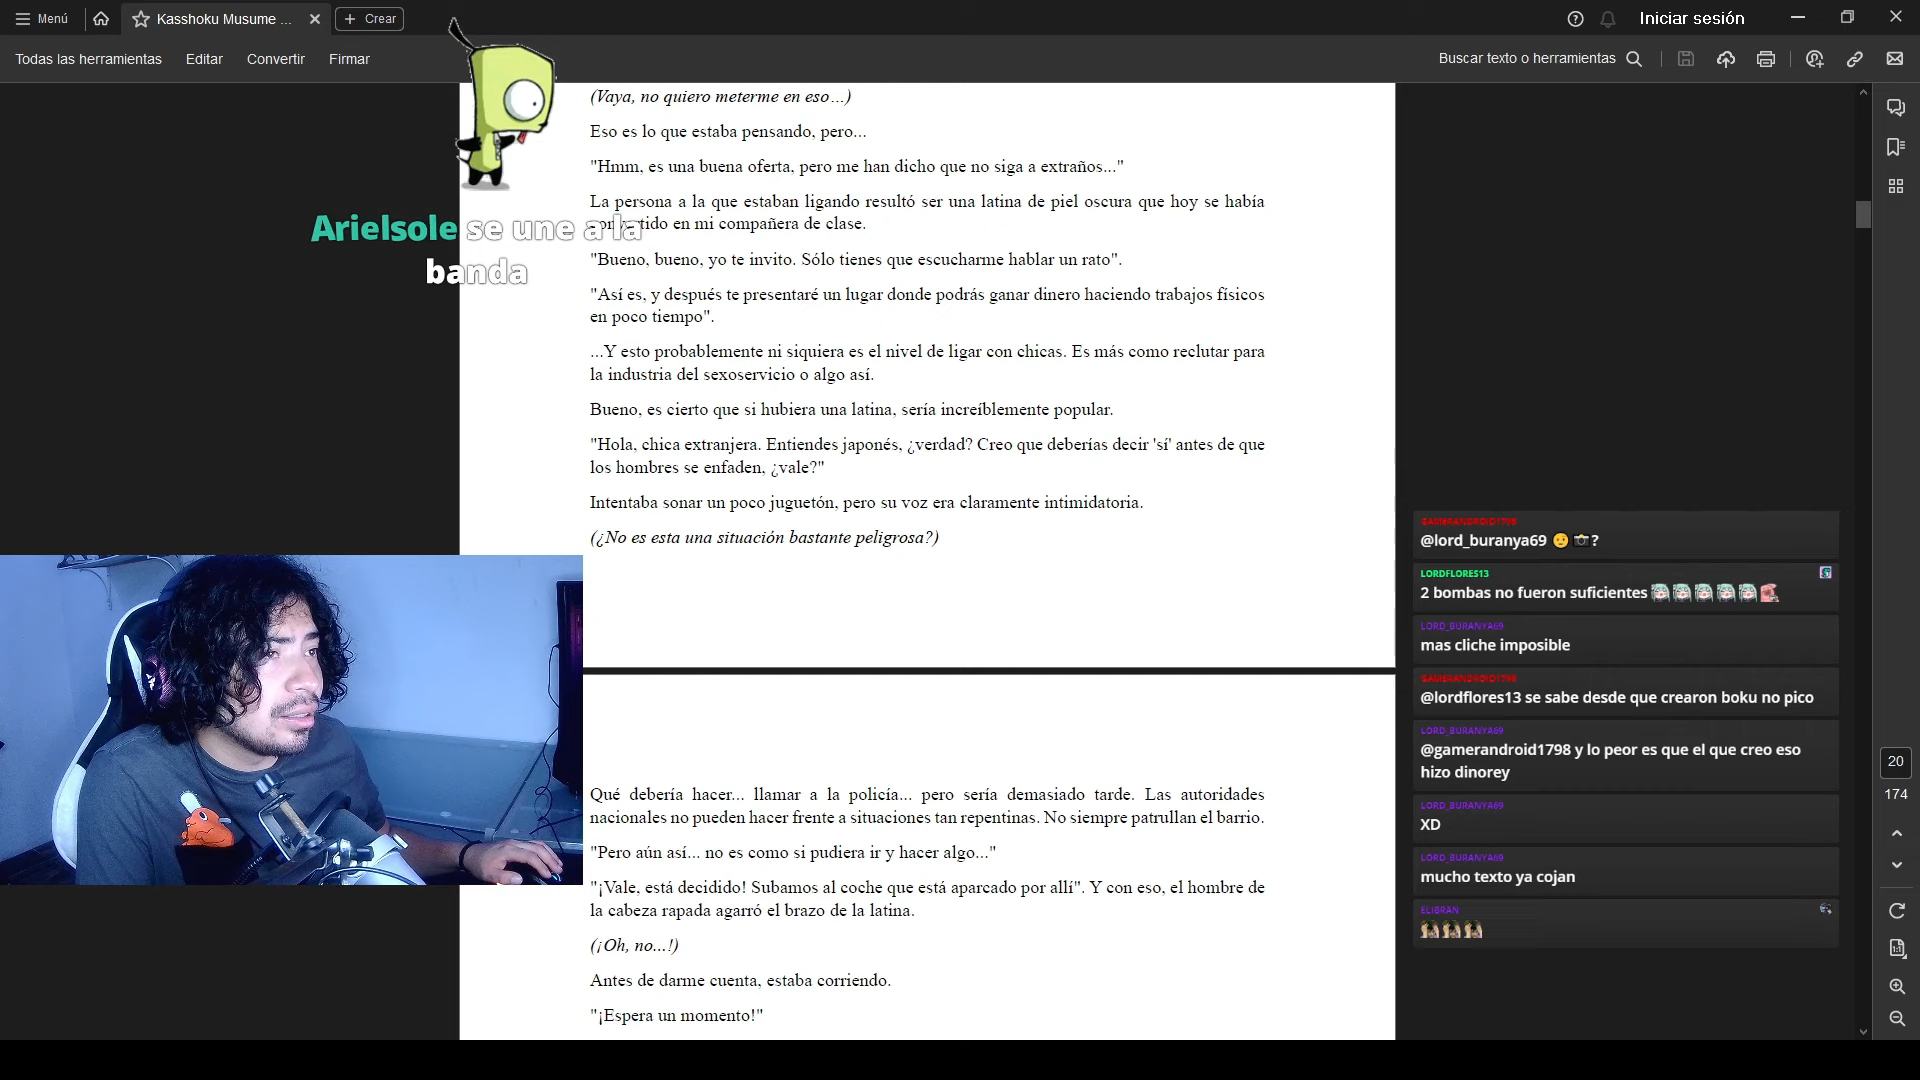 Menú
Kasshoku Musume ...
Crear
Iniciar sesión
Todas las herramientas
Editar
Convertir
Firmar
Buscar texto o herramientas
(Vaya, no quiero meterme en eso...)
Eso es lo que estaba pensando, pero...
"Hmm, es una buena oferta, pero me han dicho que no siga a extraños..."
La persona a la que estaban ligando resultó ser una latina de piel oscura que hoy se había
convertido en mi compañera de clase.
Arielsole se une a la
banda
"Bueno, bueno, yo te invito. Sólo tienes que escucharme hablar un rato".
"Así es, y después te presentaré un lugar donde podrás ganar dinero haciendo trabajos físicos
en poco tiempo".
...Y esto probablemente ni siquiera es el nivel de ligar con chicas. Es más como reclutar para
la industria del sexoservicio o algo así.
Bueno, es cierto que si hubiera una latina, sería increíblemente popular.
"Hola, chica extranjera. Entiendes japonés, ¿verdad? Creo que deberías decir 'sí' antes de que
los hombres se enfaden, ¿vale?"
Intentaba sonar un poco juguetón, pero su voz era claramente intimidatoria.
(¿No es esta una situación bastante peligrosa?)
Qué debería hacer... llamar a la policía... pero sería demasiado tarde. Las autoridades
nacionales no pueden hacer frente a situaciones tan repentinas. No siempre patrullan el barrio.
"Pero aún así... no es como si pudiera ir y hacer algo..."
"¡Vale, está decidido! Subamos al coche que está aparcado por allí". Y con eso, el hombre de
la cabeza rapada agarró el brazo de la latina.
(¡Oh, no...!)
Antes de darme cuenta, estaba corriendo.
"¡Espera un momento!"
GAMERANDROID1798
@lord_buranya69 😉 📷?
LORDFLORES13
2 bombas no fueron suficientes
LORD_BURANYA69
mas cliche imposible
GAMERANDROID1798
@lordflores13 se sabe desde que crearon boku no pico
LORD_BURANYA69
@gamerandroid1798 y lo peor es que el que creo eso
hizo dinorey
LORD_BURANYA69
XD
LORD_BURANYA69
mucho texto ya cojan
ELIBRAN
20
174